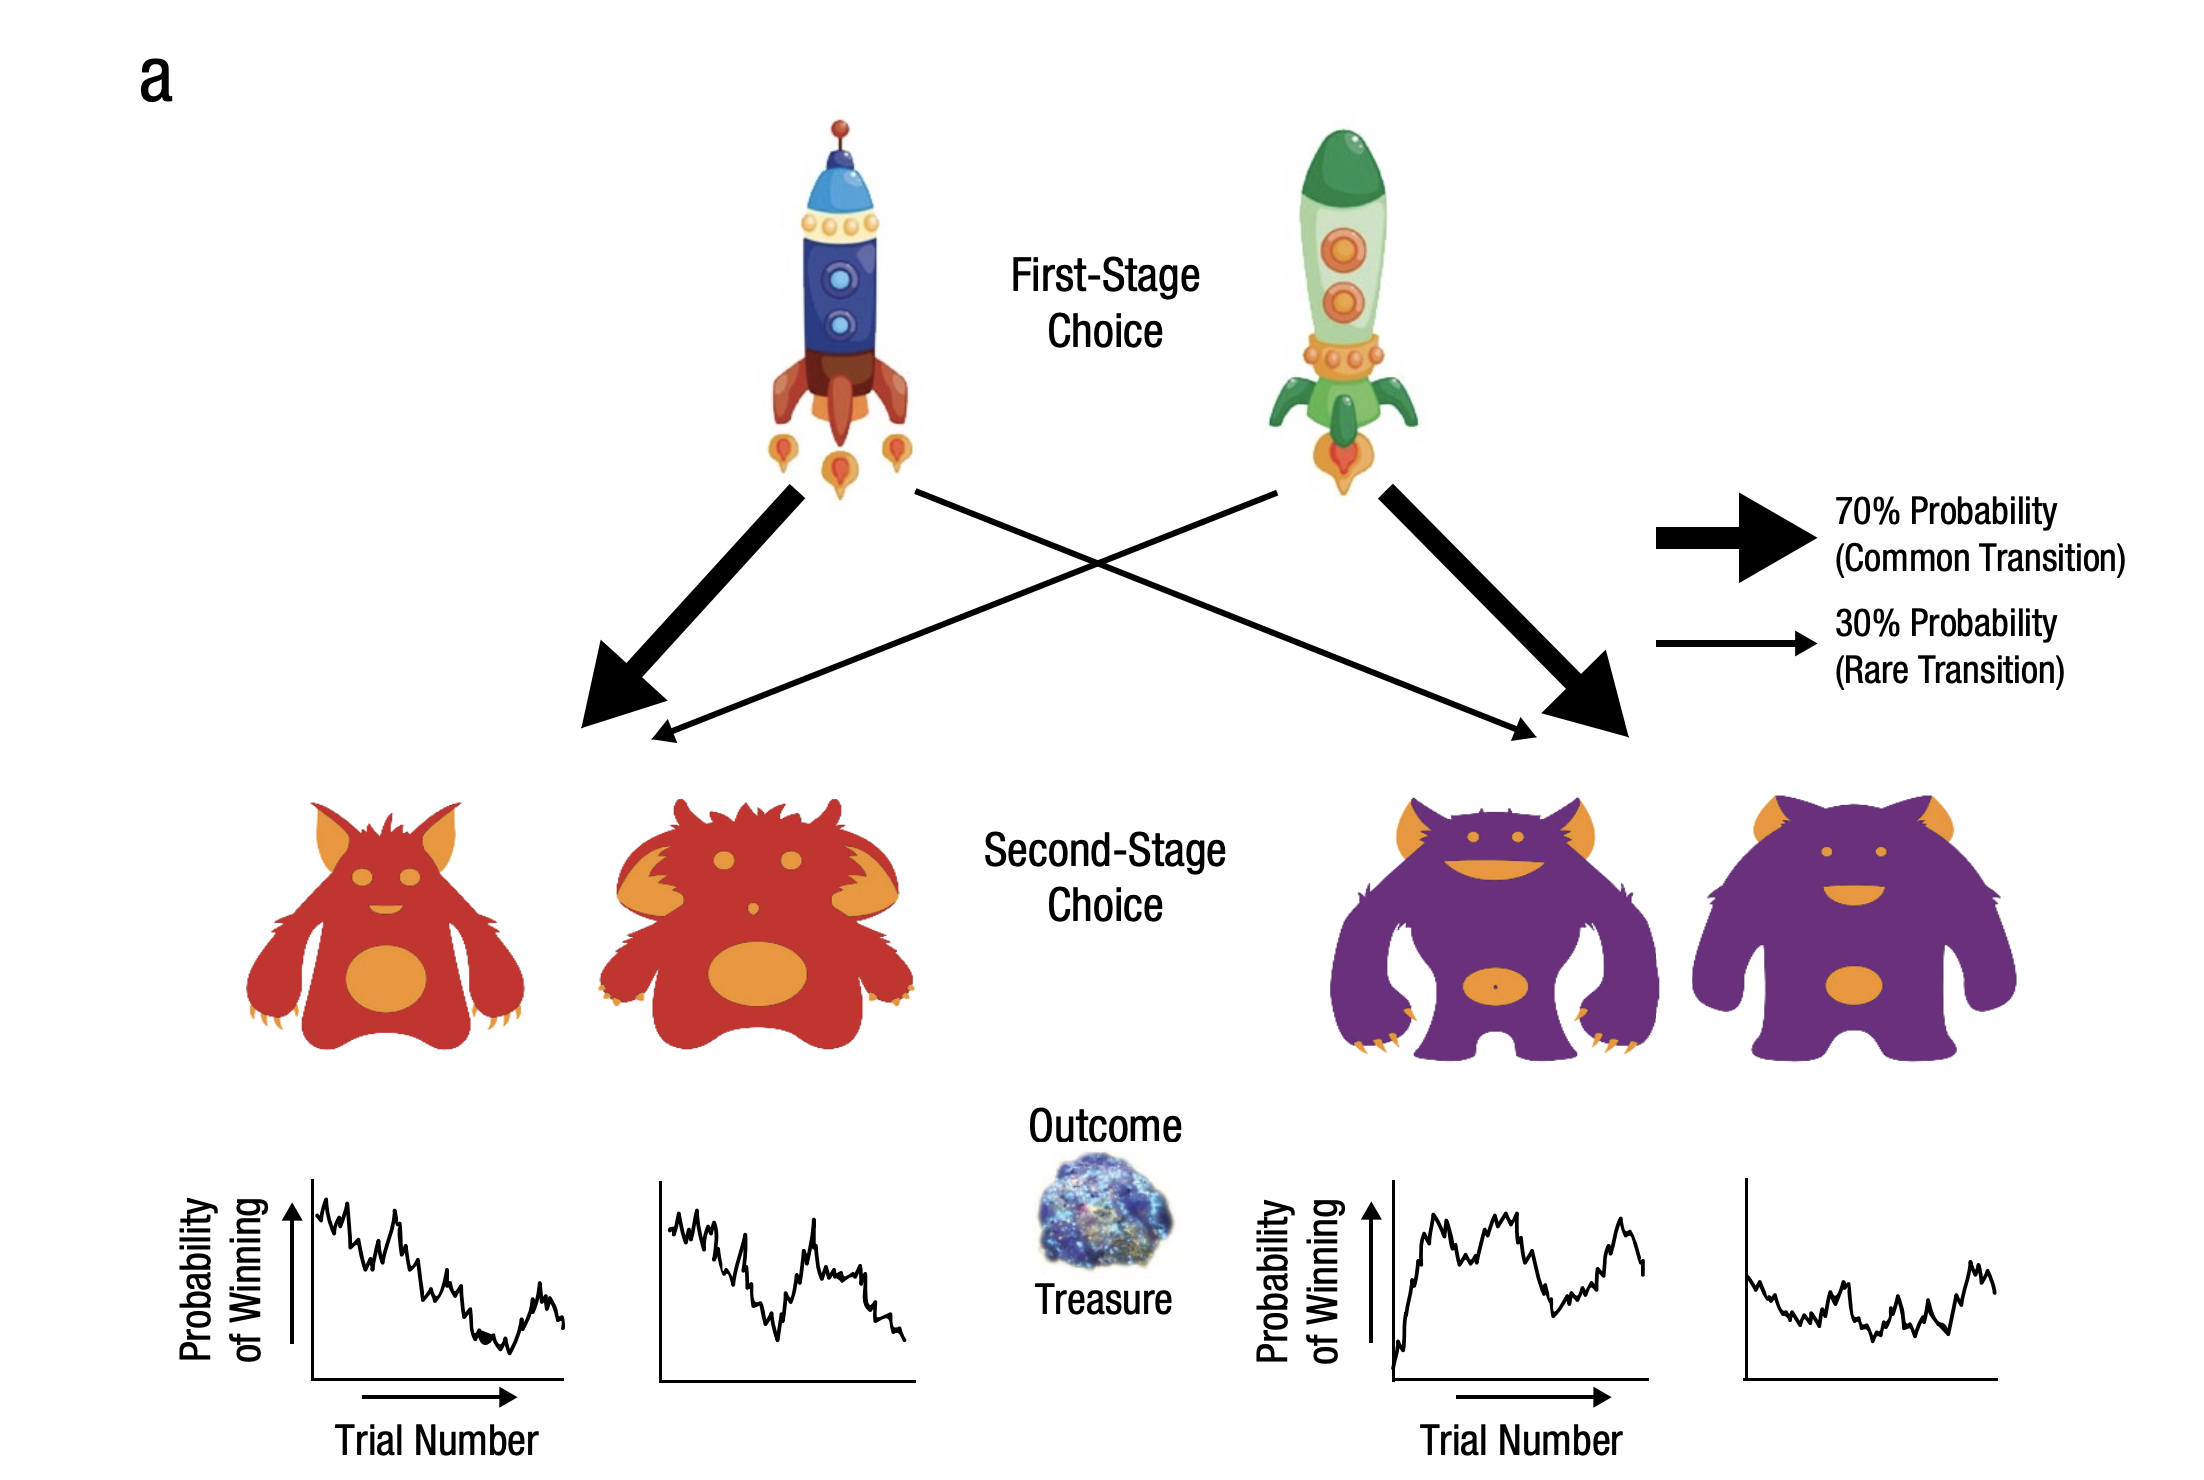 a
First-Stage
Choice
70% Probability
(Common Transition)
30% Probability
(Rare Transition)
Second-Stage
Choice
Outcome
Treasure
Probability
of Winning
Trial Number
Probability
of Winning
Trial Number